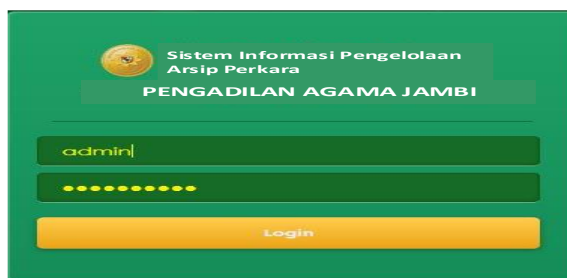 Sistem Informasi Pengelolaan
Arsip Perkara
PENGADILAN AGAMA JAMBI
admin
••••••••••
Login